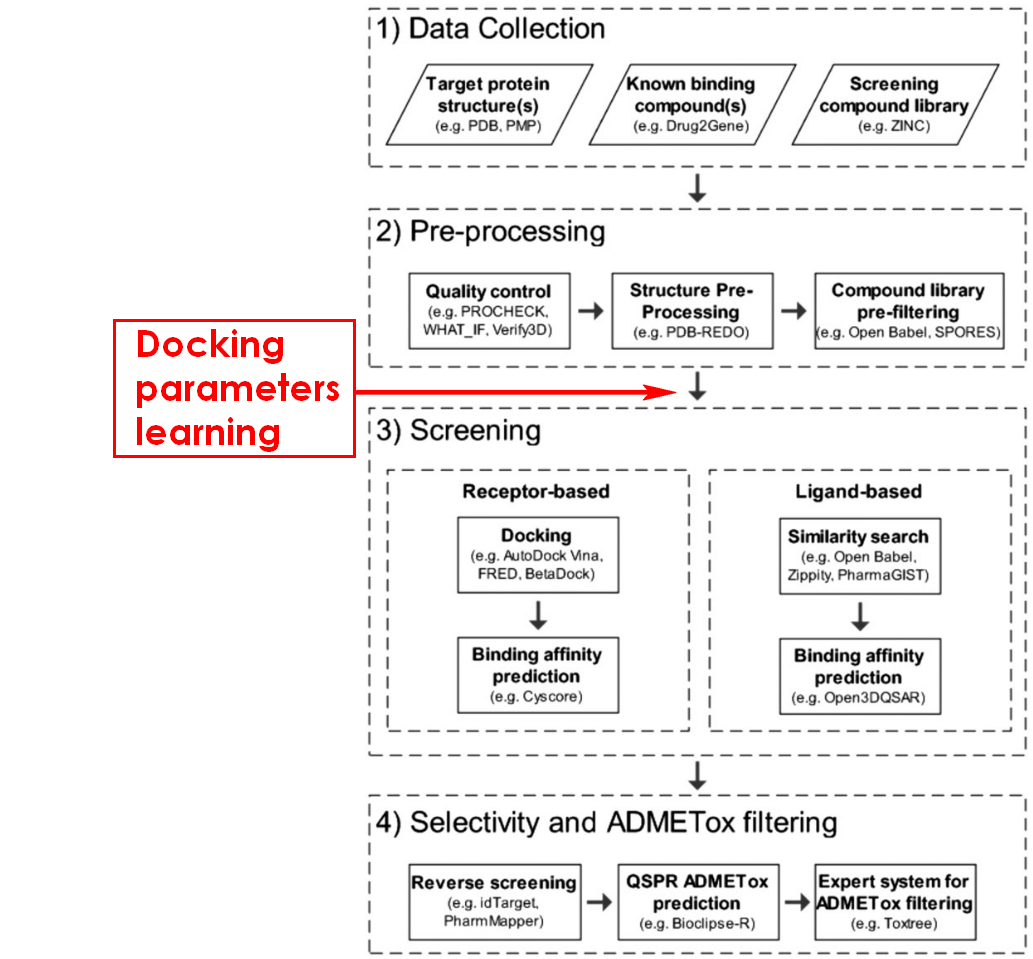 1) Data Collection
Target protein
structure(s)
(e.g. PDB, PMP)
Known binding
compound(s)
(e.g. Drug2Gene)
Screening
compound library
(e.g. ZINC)
2) Pre-processing
Quality control
(e.g. PROCHECK,
WHAT_IF, Verify3D)
Structure Pre-
Processing
(e.g. PDB-REDO)
Compound library
pre-filtering
(e.g. Open Babel, SPORES)
Docking
parameters
learning
3) Screening
Receptor-based
Docking
(e.g. AutoDock Vina,
FRED, BetaDock)
Binding affinity
prediction
(e.g. Cyscore)
Ligand-based
Similarity search
(e.g. Open Babel,
Zippity, PharmaGIST)
Binding affinity
prediction
(e.g. Open3DQSAR)
4) Selectivity and ADMETox filtering
Reverse screening
(e.g. idTarget,
PharmMapper)
QSPR ADMETox
prediction
(e.g. Bioclipse-R)
Expert system for
ADMETox filtering
(e.g. Toxtree)